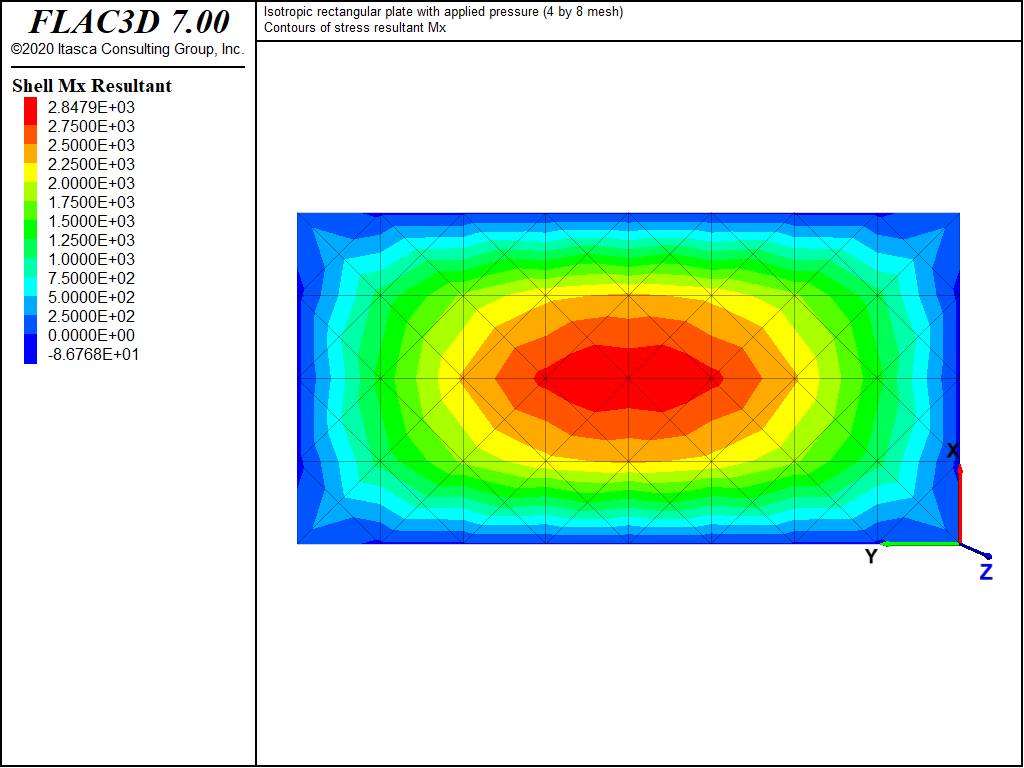 FLAC3D 7.00
©2020 Itasca Consulting Group, Inc.
Shell Mx Resultant
2.8479E+03
2.7500E+03
2.5000E+03
2.2500E+03
2.0000E+03
1.7500E+03
1.5000E+03
1.2500E+03
1.0000E+03
7.5000E+02
5.0000E+02
2.5000E+02
0.0000E+00
-8.6768E+01
Isotropic rectangular plate with applied pressure (4 by 8 mesh)
Contours of stress resultant Mx
X
Y
Z